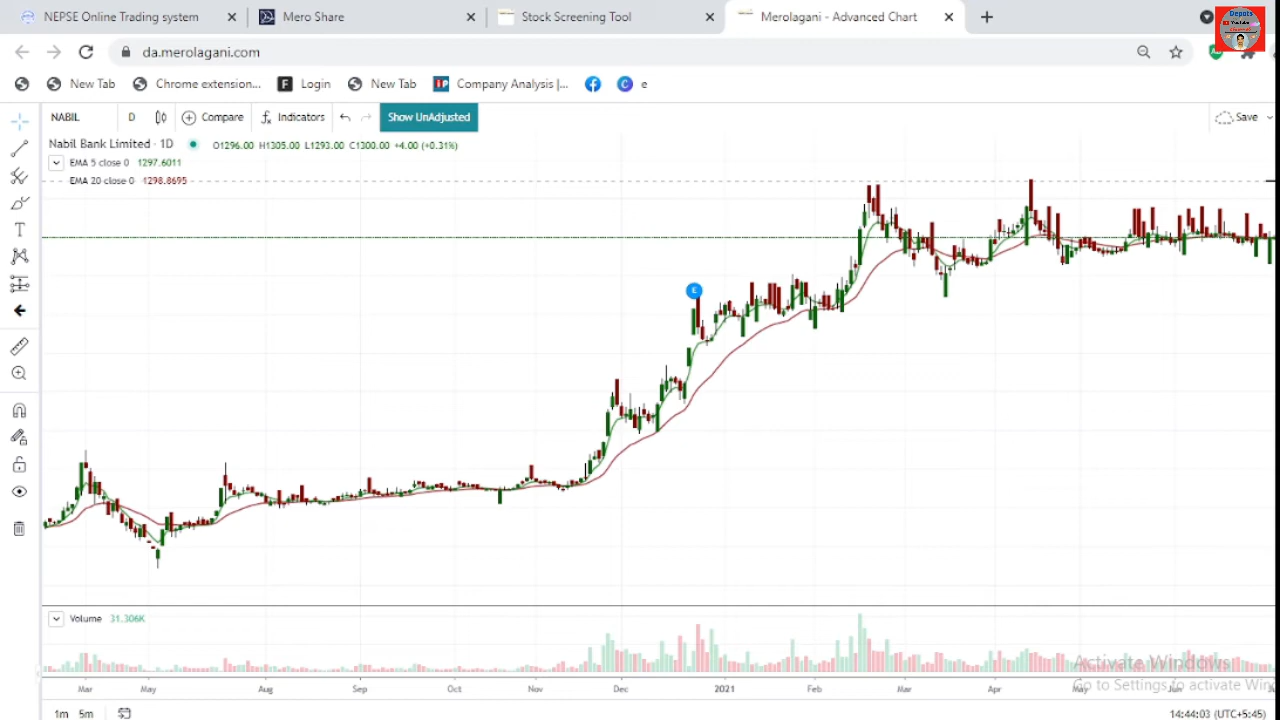 NEPSE Online Trading system
Mero Share
Stock Screening Tool
Merolagani - Advanced Chart
Depots
Youtube
da.merolagani.com
New Tab
Chrome extension...
Login
New Tab
Company Analysis |...
e
NABIL
D
Compare
Indicators
Show UnAdjusted
Save
Nabil Bank Limited · 1D
O1296.00 H1305.00 L1293.00 C1300.00 +4.00 (+0.31%)
EMA 5 close 0 1297.6011
EMA 20 close 0 1298.8695
E
Volume 31.306K
Activate Windows
Go to Settings to activate Win
Mar
May
Aug
Sep
Oct
Nov
Dec
2021
Feb
Mar
Apr
May
Jun
1m 5m
14:44:03 (UTC+5:45)